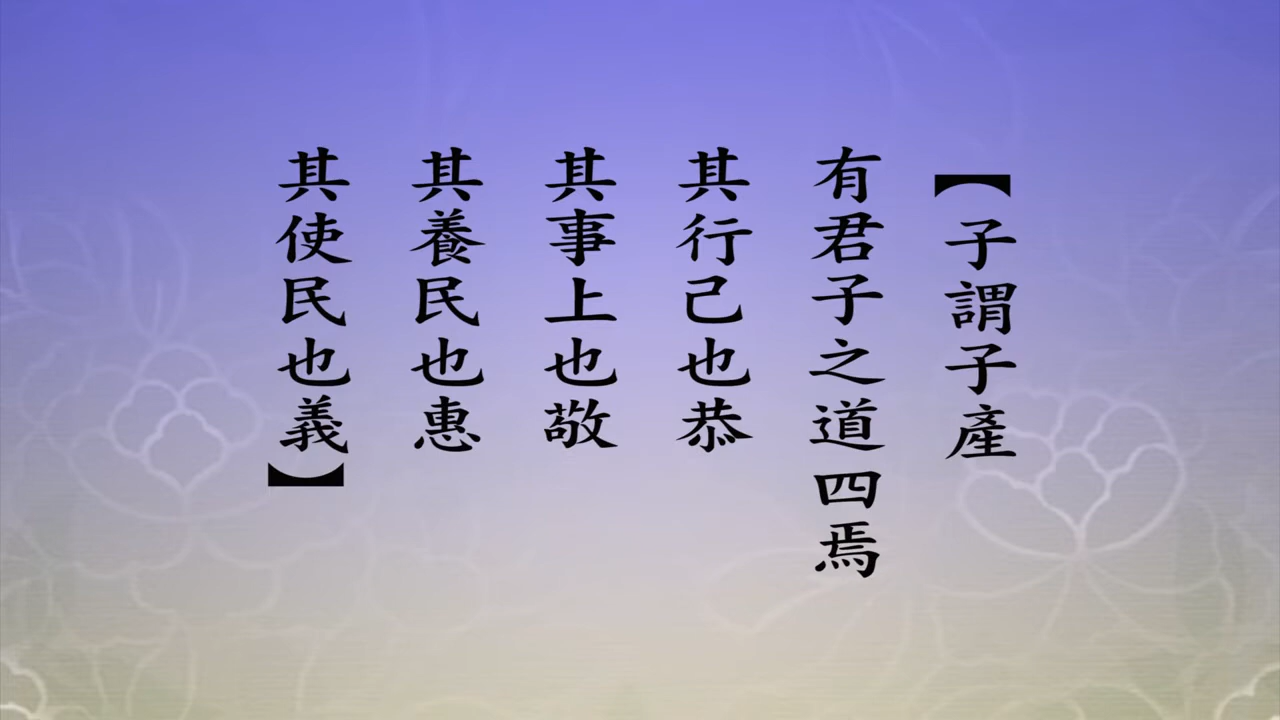 【子謂子產
有君子之道四焉
其行己也恭
其事上也敬
其養民也惠
其使民也義】